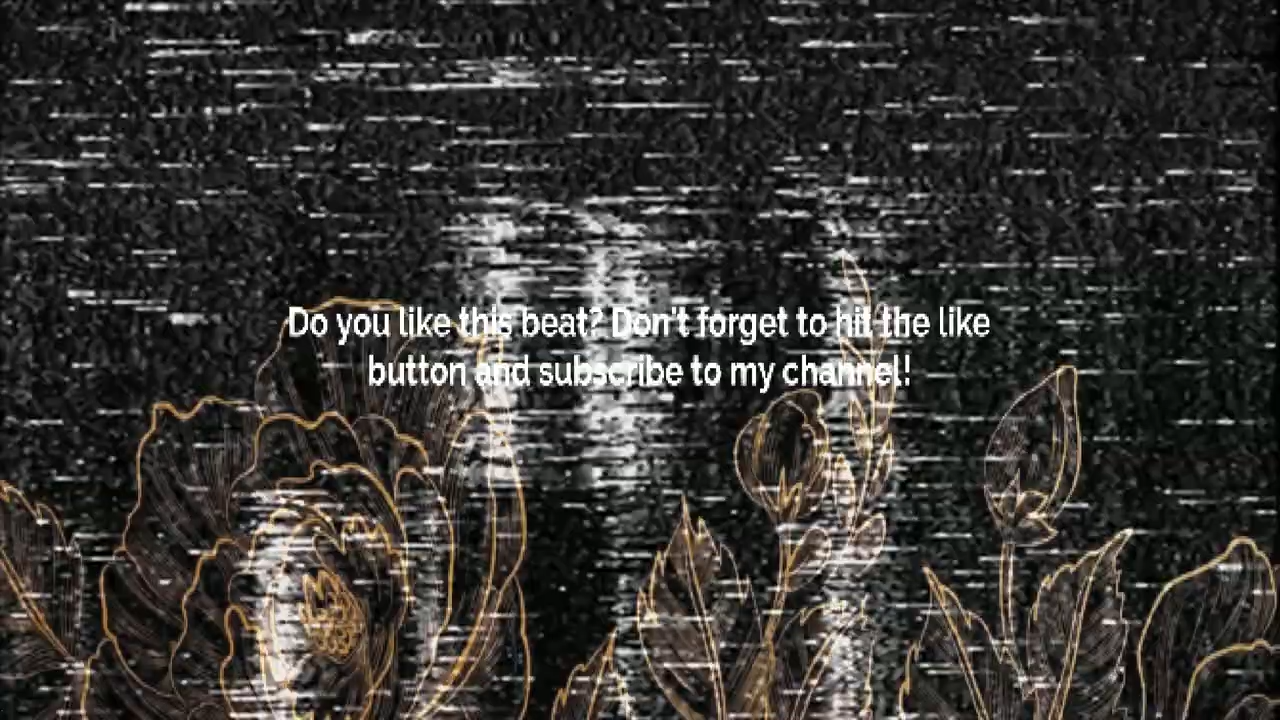 Do you like this beat? Don't forget to hit the like
button and subscribe to my channel!